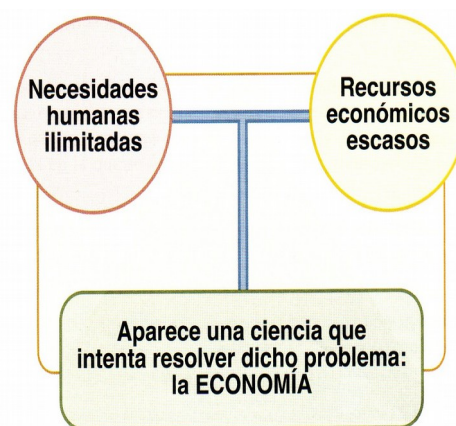 Necesidades
humanas
ilimitadas
Recursos
económicos
escasos
Aparece una ciencia que
intenta resolver dicho problema:
la ECONOMÍA